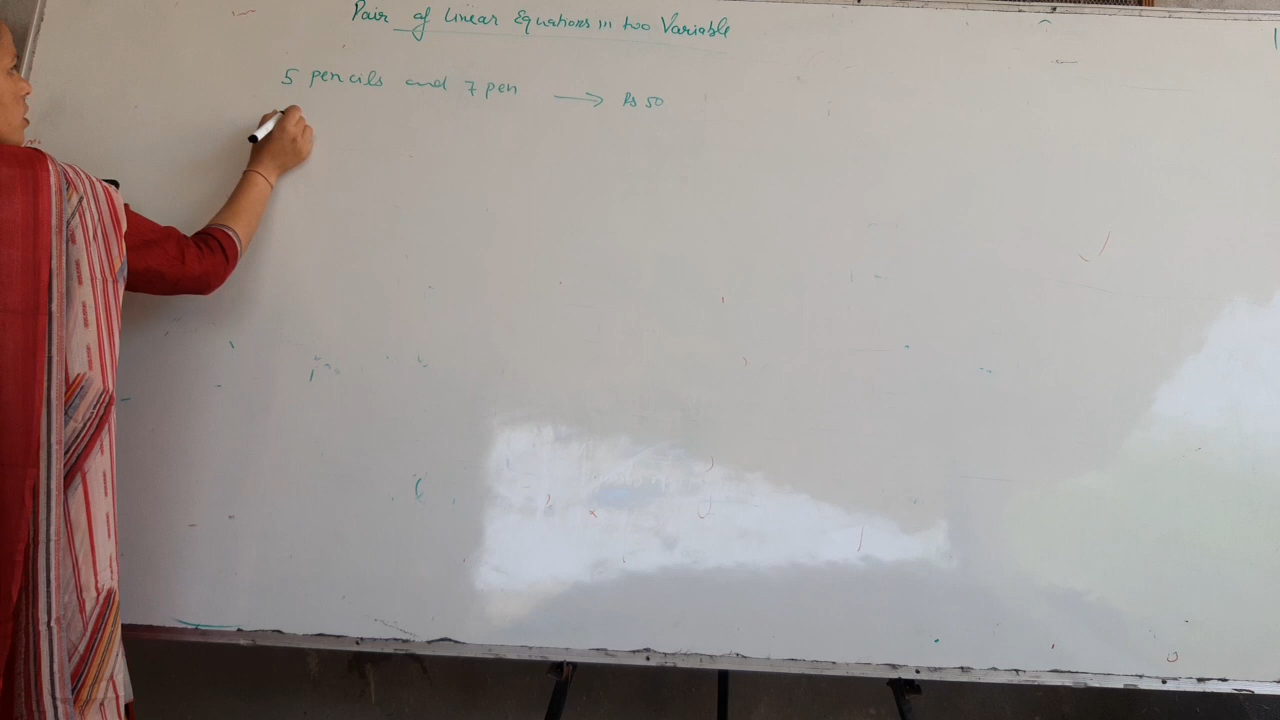 Pair of Linear Equations in two Variable
5 pencils and 7 pen → Rs 50